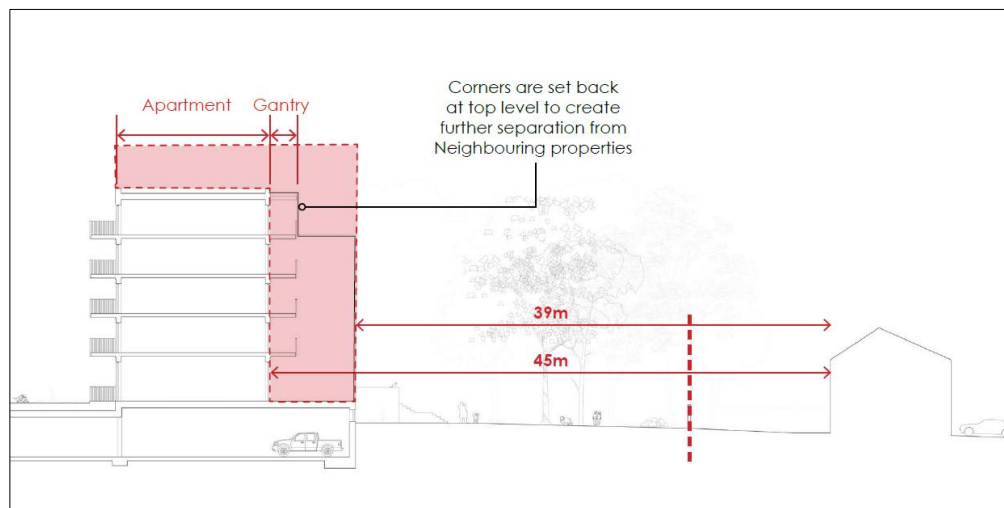 Corners are set back
at top level to create
further separation from
Neighbouring properties
Apartment Gantry
39m
45m